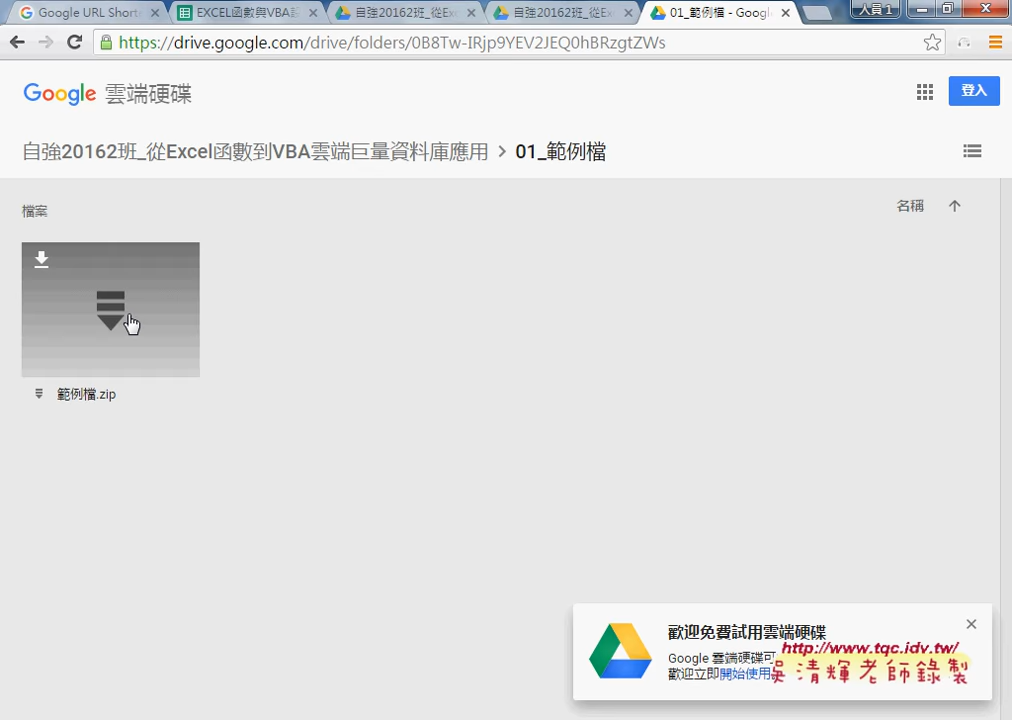 Google URL Short
EXCEL函數與VBA
自強20162班_從Ex
自強20162班_從Ex
01_範例檔 - Googl
人員1
https://drive.google.com/drive/folders/0B8Tw-IRjp9YEV2JEQ0hBRzgtZWs
Google 雲端硬碟
登入
自強20162班_從Excel函數到VBA雲端巨量資料庫應用 > 01_範例檔
檔案
名稱
範例檔.zip
歡迎免費試用雲端硬碟
Google 雲端硬碟可
歡迎立即開始使用
http://www.tqc.idv.tw/
吳清輝老師錄製